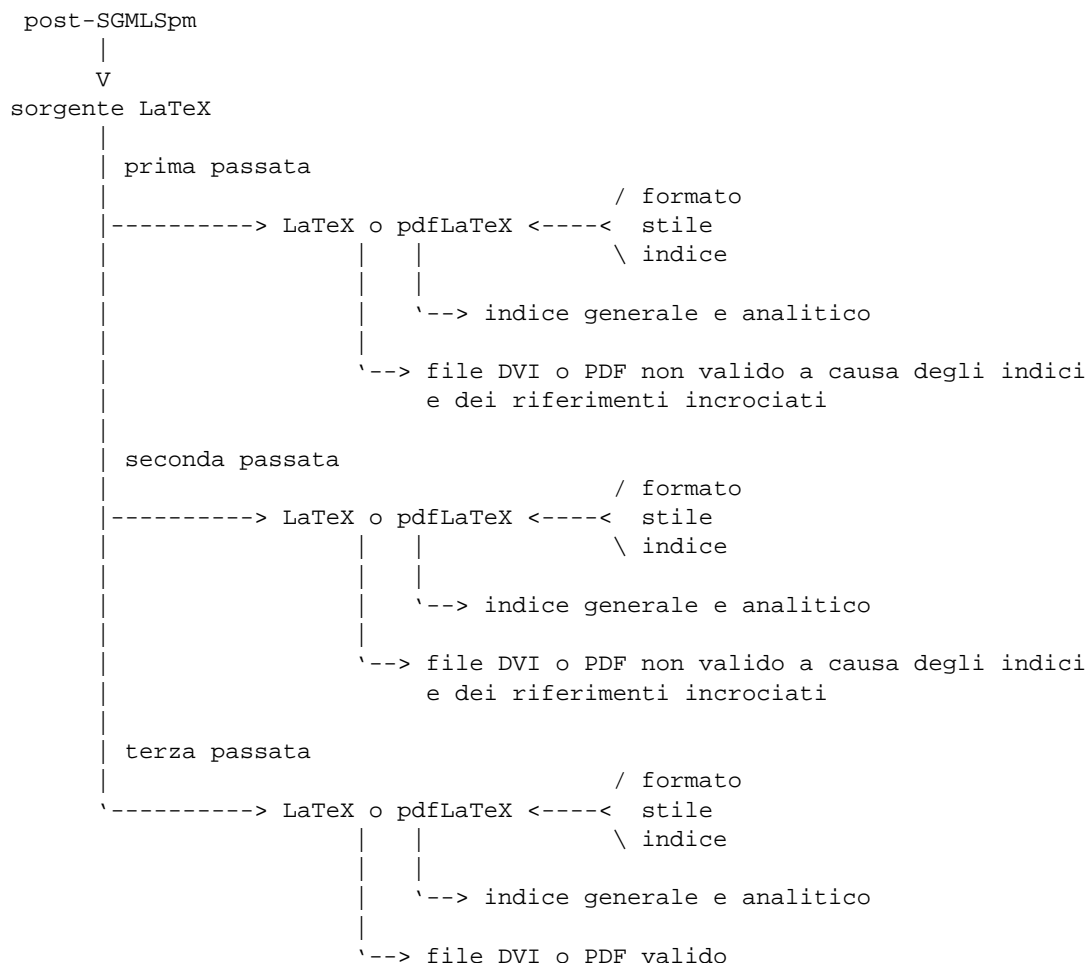 post-SGMLSpm
|
V
sorgente LaTeX
|
| prima passata
| / formato
|----------> LaTeX o pdfLaTeX <----< stile
| | | \ indice
| | |
| | `--> indice generale e analitico
| |
| `--> file DVI o PDF non valido a causa degli indici
| e dei riferimenti incrociati
|
| seconda passata
| / formato
|----------> LaTeX o pdfLaTeX <----< stile
| | | \ indice
| | |
| | `--> indice generale e analitico
| |
| `--> file DVI o PDF non valido a causa degli indici
| e dei riferimenti incrociati
|
| terza passata
| / formato
`----------> LaTeX o pdfLaTeX <----< stile
| | \ indice
| |
| `--> indice generale e analitico
|
`--> file DVI o PDF valido